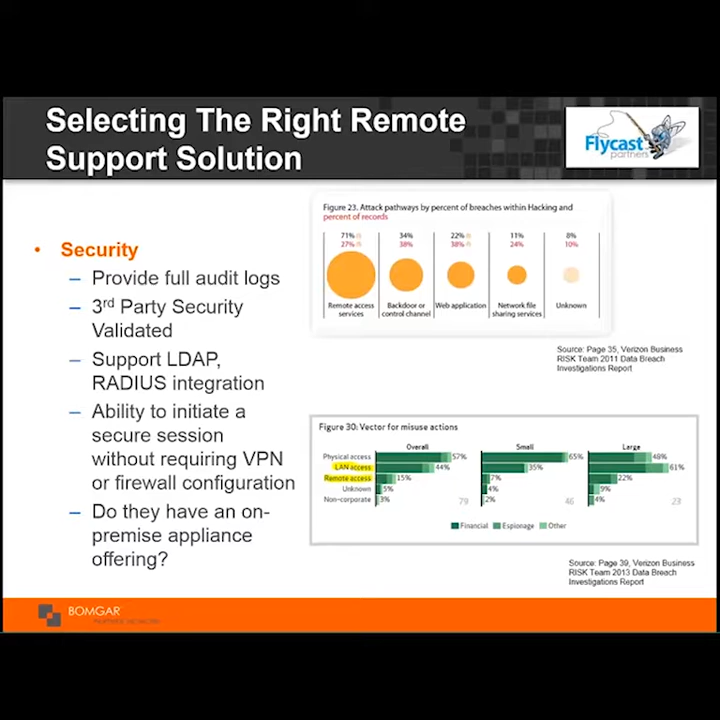 Selecting The Right Remote
Support Solution
Flycast
partners
• Security
– Provide full audit logs
– 3rd Party Security
Validated
– Support LDAP,
RADIUS integration
– Ability to initiate a
secure session
without requiring VPN
or firewall configuration
– Do they have an on-
premise appliance
offering?
Figure 23. Attack pathways by percent of breaches within Hacking and
percent of records
71% 34% 22% 11% 8%
27% 38% 38% 24% 10%
Remote access
services
Backdoor or
control channel
Web application
Network file
sharing services
Unknown
Source: Page 35, Verizon Business
RISK Team 2011 Data Breach
Investigations Report
Figure 30: Vector for misuse actions
Overall Small Large
Physical access 57% 65% 48%
LAN access 44% 35% 61%
Remote access 15% 7% 22%
Unknown 5% 4% 9%
Non-corporate 3% 2% 4%
79 46 23
Financial Espionage Other
Source: Page 39, Verizon Business
RISK Team 2013 Data Breach
Investigations Report
BOMGAR